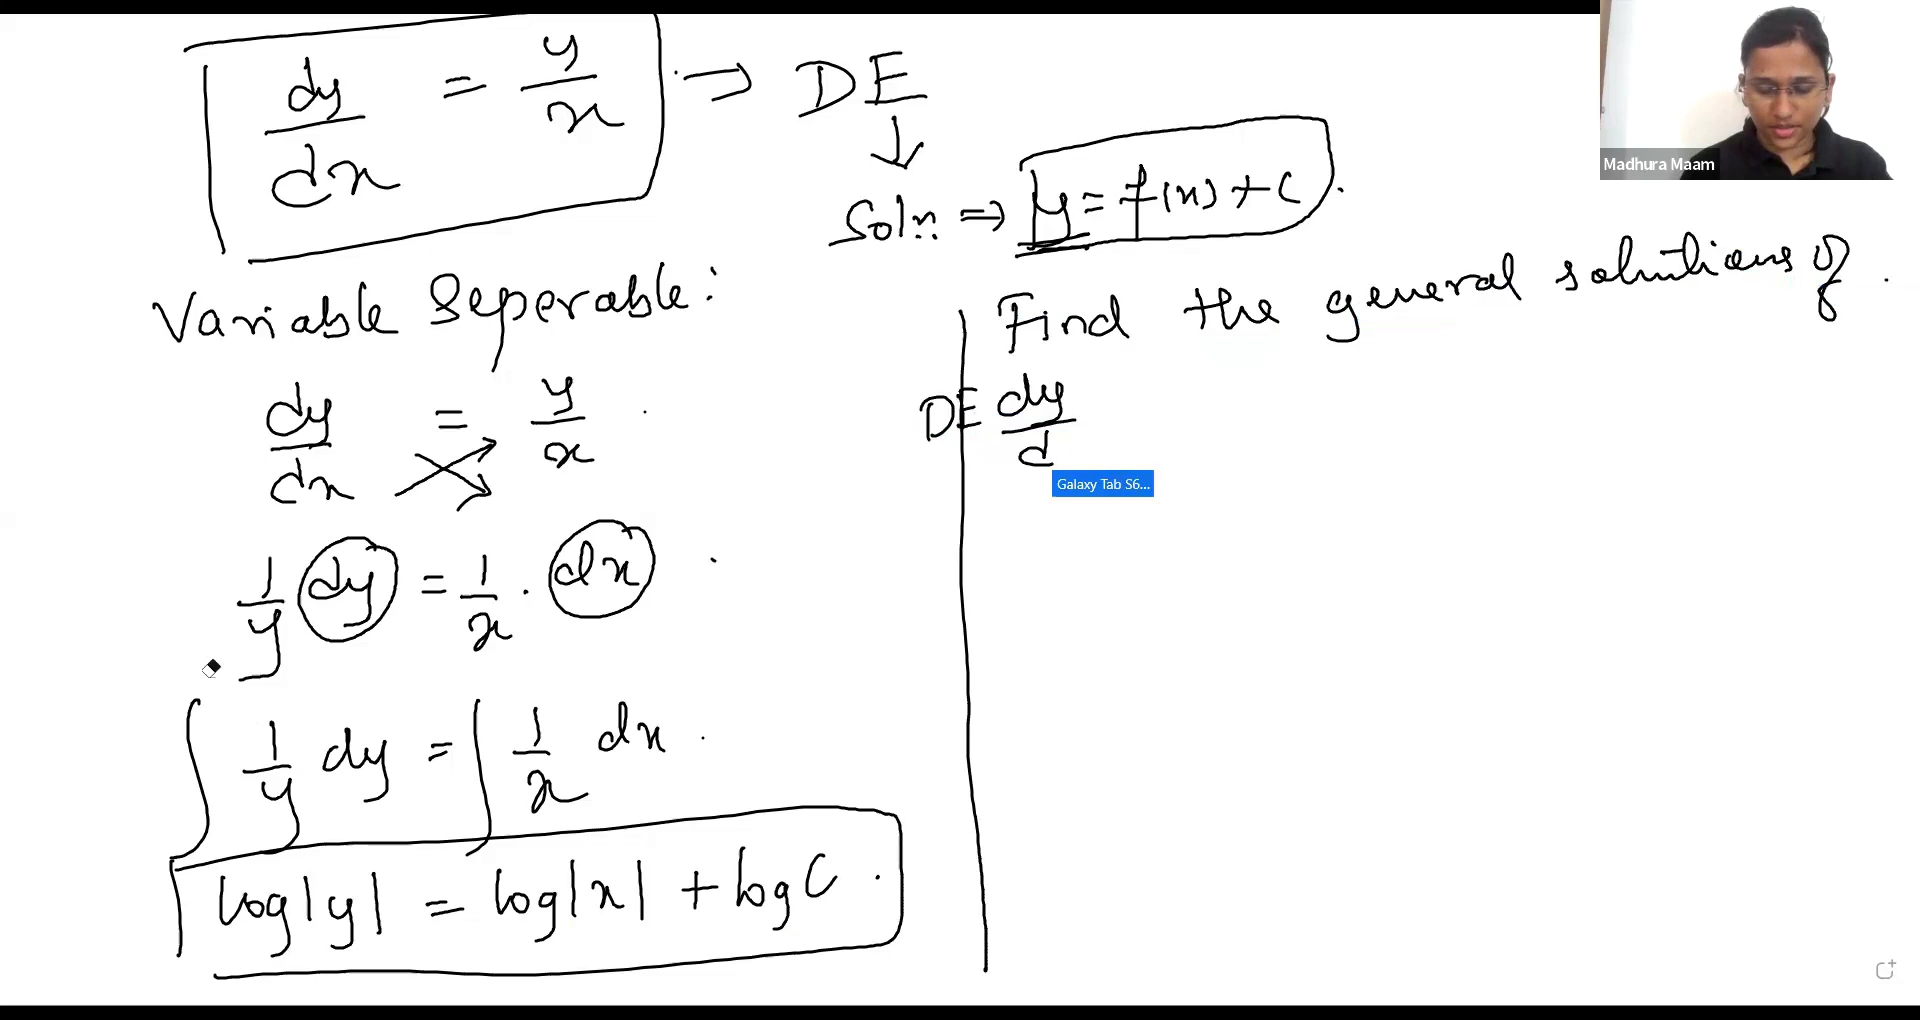 dy/dx = y/x → DE
↓
Soln ⇒ y = f(x) + c
Variable Seperable:
dy/dx = y/x
1/y dy = 1/x . dx
∫ 1/y dy = ∫ 1/x dx
log|y| = log|x| + log C
Find the general solutions of
DE dy/d
Galaxy Tab S6...
Madhura Maam